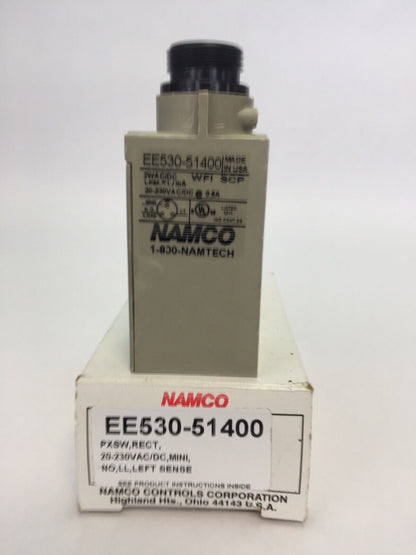 EE530-51400 MADE IN USA
2WAC/DC WFI SCP
20-230VAC/DC
LISTED
NAMCO
1-800-NAMTECH
NAMCO
EE530-51400
PXSW,RECT,
20-230VAC/DC,MINI,
NO,LL,LEFT SENSE
SEE PRODUCT INSTRUCTIONS INSIDE
NAMCO CONTROLS CORPORATION
Highland Hts., Ohio 44143 U.S.A.